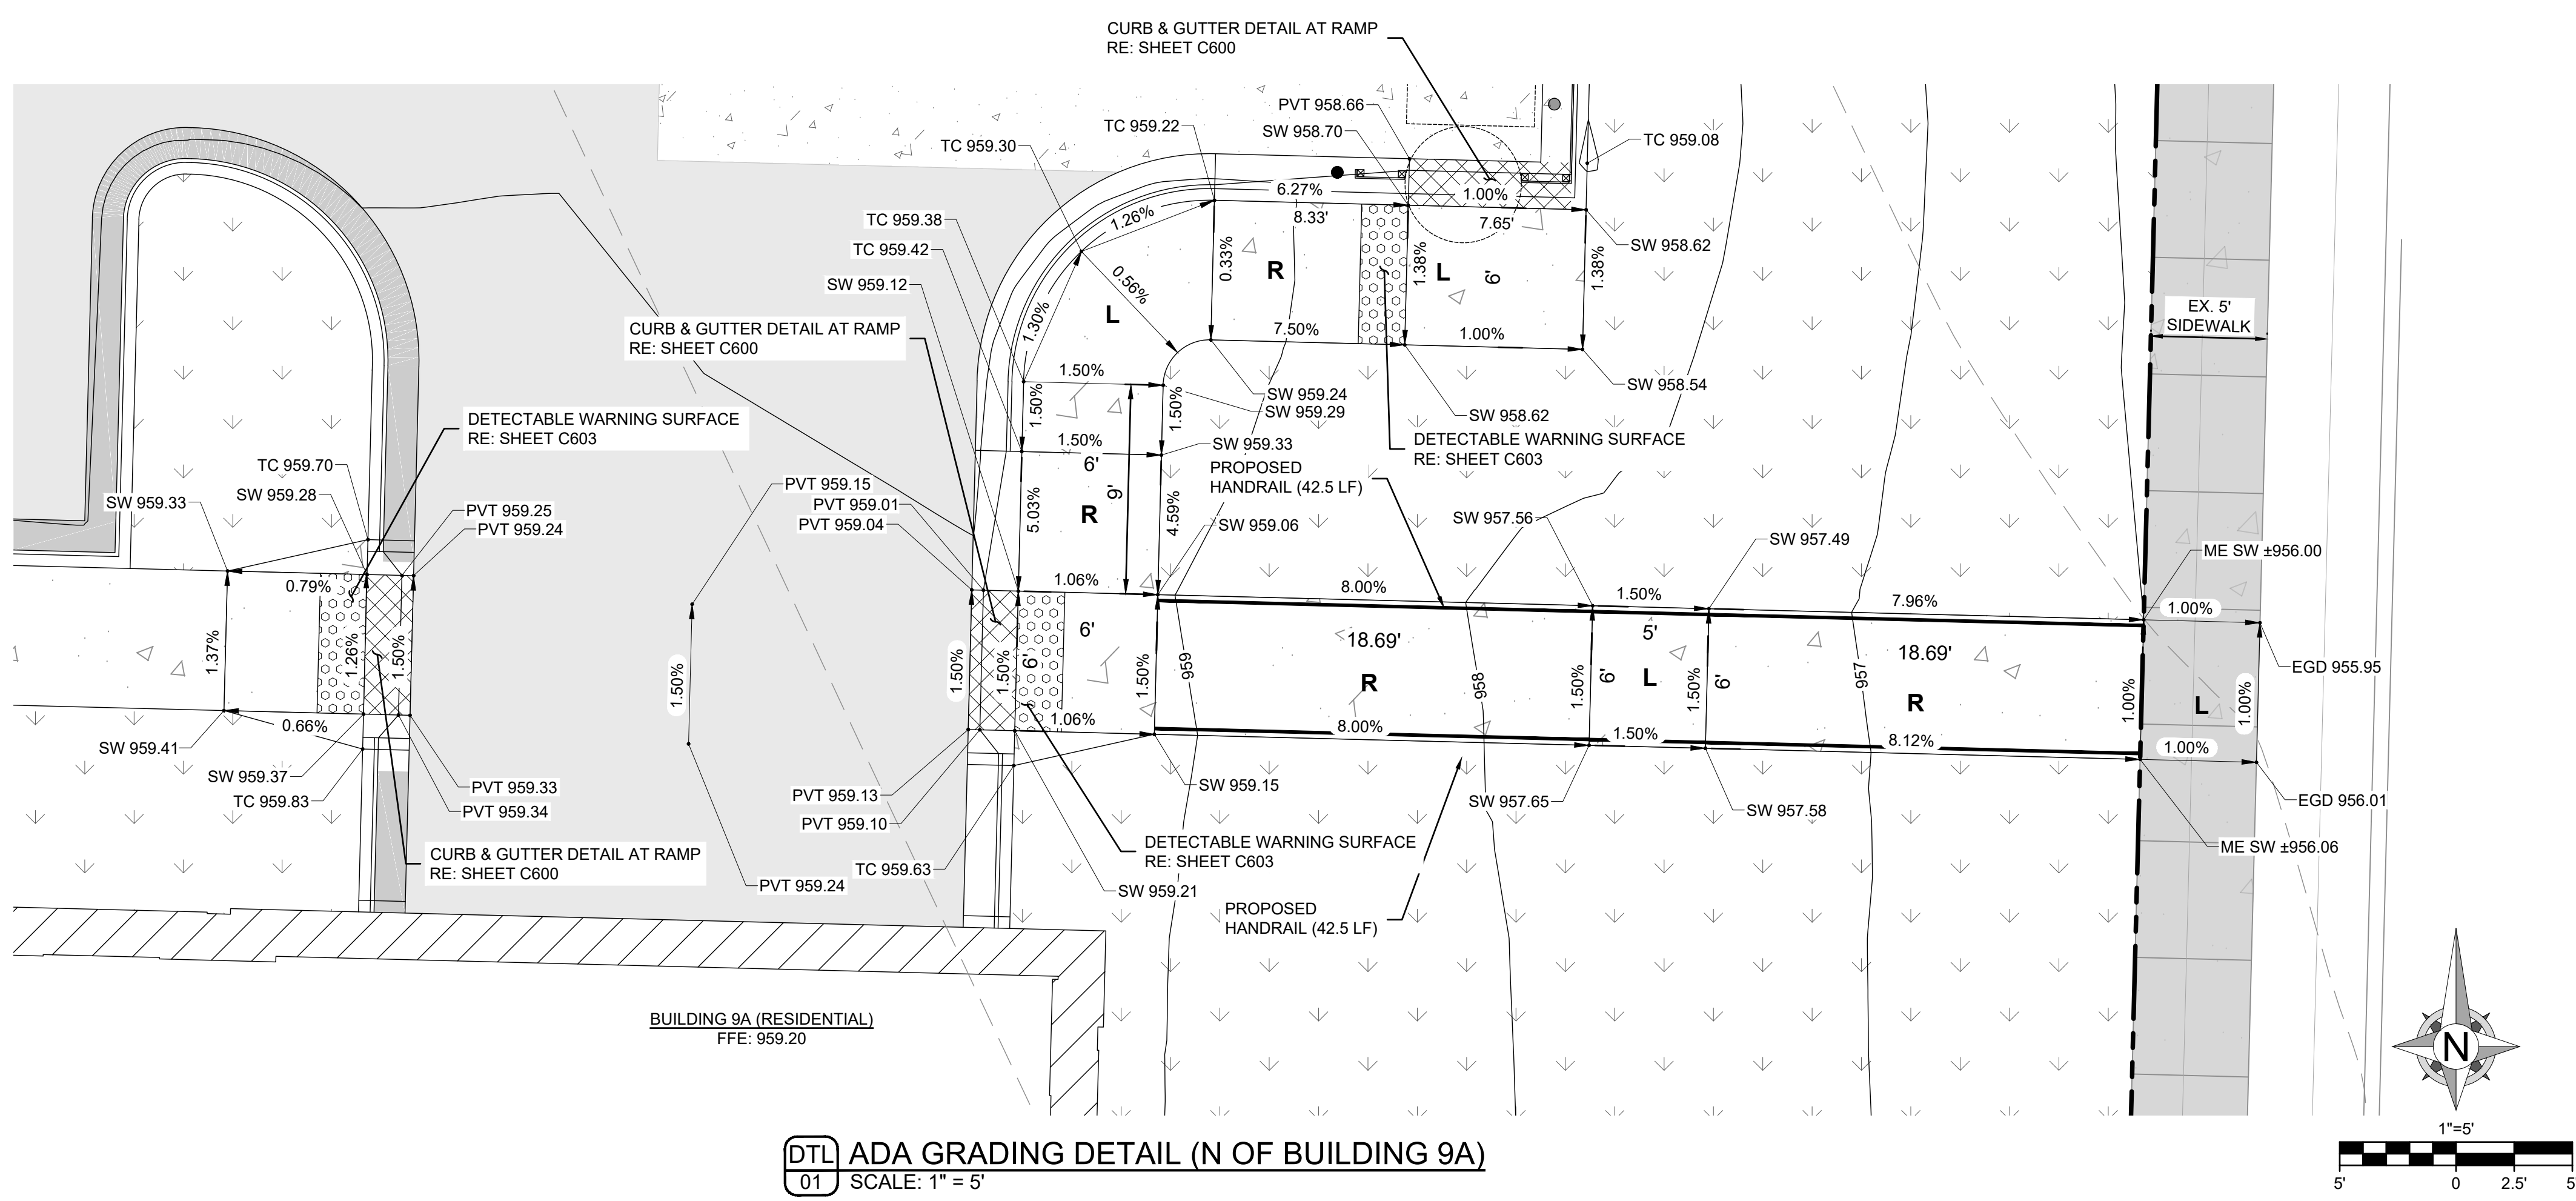 CURB & GUTTER DETAIL AT RAMP
RE: SHEET C600
PVT 958.66
TC 959.22
SW 958.70
TC 959.30
TC 959.08
6.27%
1.00%
8.33'
7.65'
1.26%
TC 959.38
TC 959.42
SW 959.12
SW 958.62
0.33%
R
1.38%
L
6'
1.38%
0.56%
L
1.30%
EX. 5'
SIDEWALK
CURB & GUTTER DETAIL AT RAMP
RE: SHEET C600
7.50%
1.00%
1.50%
SW 958.54
SW 959.24
SW 959.29
SW 958.62
1.50%
1.50%
DETECTABLE WARNING SURFACE
RE: SHEET C603
1.50%
SW 959.33
DETECTABLE WARNING SURFACE
RE: SHEET C603
TC 959.70
6'
PROPOSED
HANDRAIL (42.5 LF)
SW 959.28
SW 959.33
PVT 959.15
PVT 959.01
PVT 959.04
9'
R
5.03%
4.59%
PVT 959.25
PVT 959.24
SW 959.06
SW 957.56
SW 957.49
ME SW ±956.00
0.79%
1.06%
8.00%
1.50%
7.96%
1.00%
1.37%
1.26%
1.50%
1.50%
1.50%
1.50%
6'
6'
1.50%
959
18.69'
R
958
5'
1.50%
6'
L
1.50%
6'
957
18.69'
R
1.00%
L
1.00%
EGD 955.95
0.66%
1.06%
8.00%
1.50%
8.12%
1.00%
SW 959.41
SW 959.37
TC 959.83
PVT 959.33
PVT 959.34
PVT 959.13
PVT 959.10
SW 959.15
SW 957.65
SW 957.58
EGD 956.01
ME SW ±956.06
CURB & GUTTER DETAIL AT RAMP
RE: SHEET C600
DETECTABLE WARNING SURFACE
RE: SHEET C603
TC 959.63
PVT 959.24
SW 959.21
PROPOSED
HANDRAIL (42.5 LF)
BUILDING 9A (RESIDENTIAL)
FFE: 959.20
N
1"=5'
5'
0
2.5'
5
DTL
01
ADA GRADING DETAIL (N OF BUILDING 9A)
SCALE: 1" = 5'